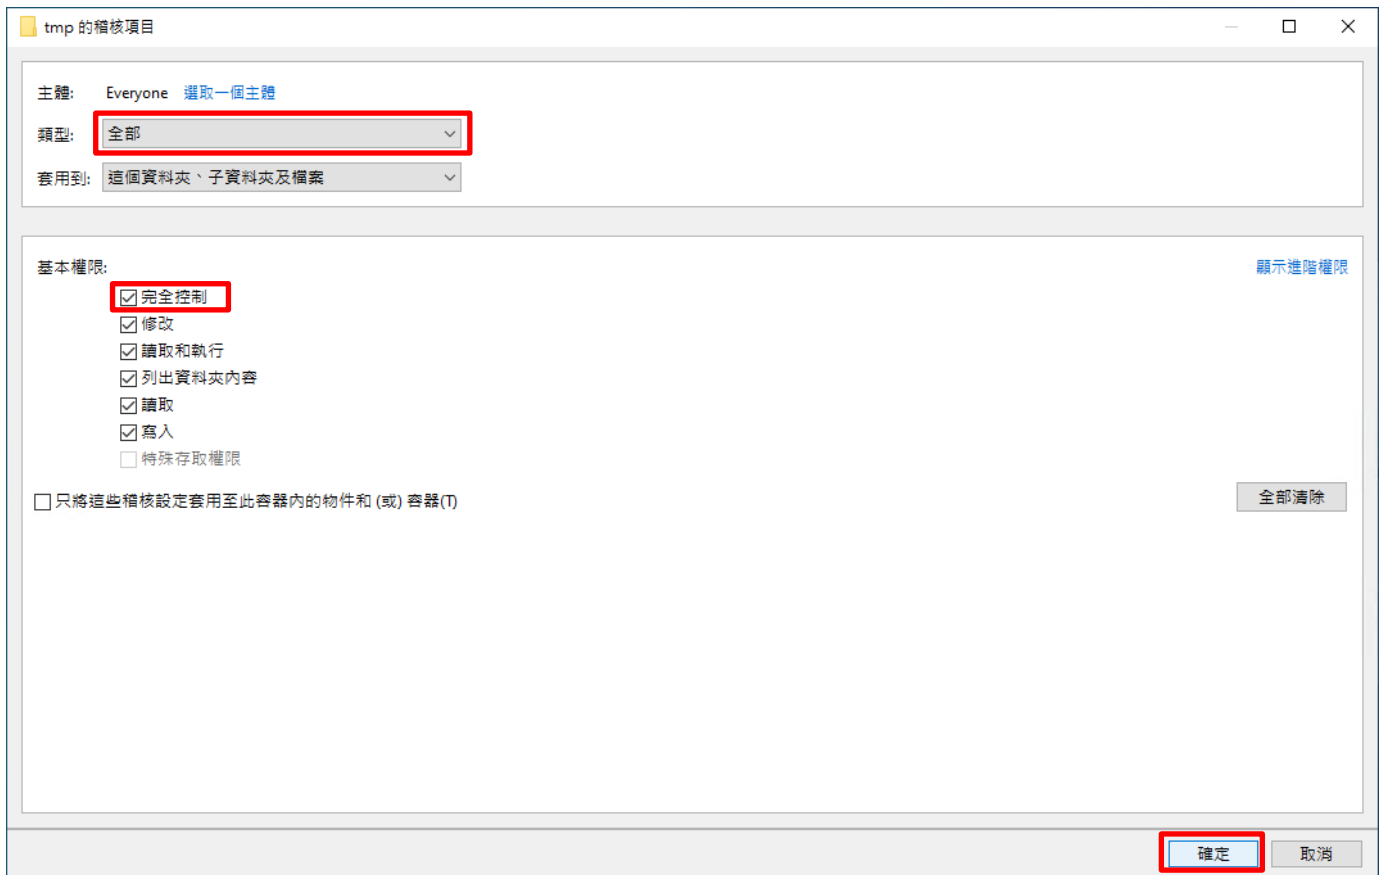 tmp 的稽核項目
主體: Everyone 選取一個主體
類型: 全部
套用到: 這個資料夾、子資料夾及檔案
基本權限: 顯示進階權限
完全控制
修改
讀取和執行
列出資料夾內容
讀取
寫入
特殊存取權限
只將這些稽核設定套用至此容器內的物件和 (或) 容器(T) 全部清除
確定 取消